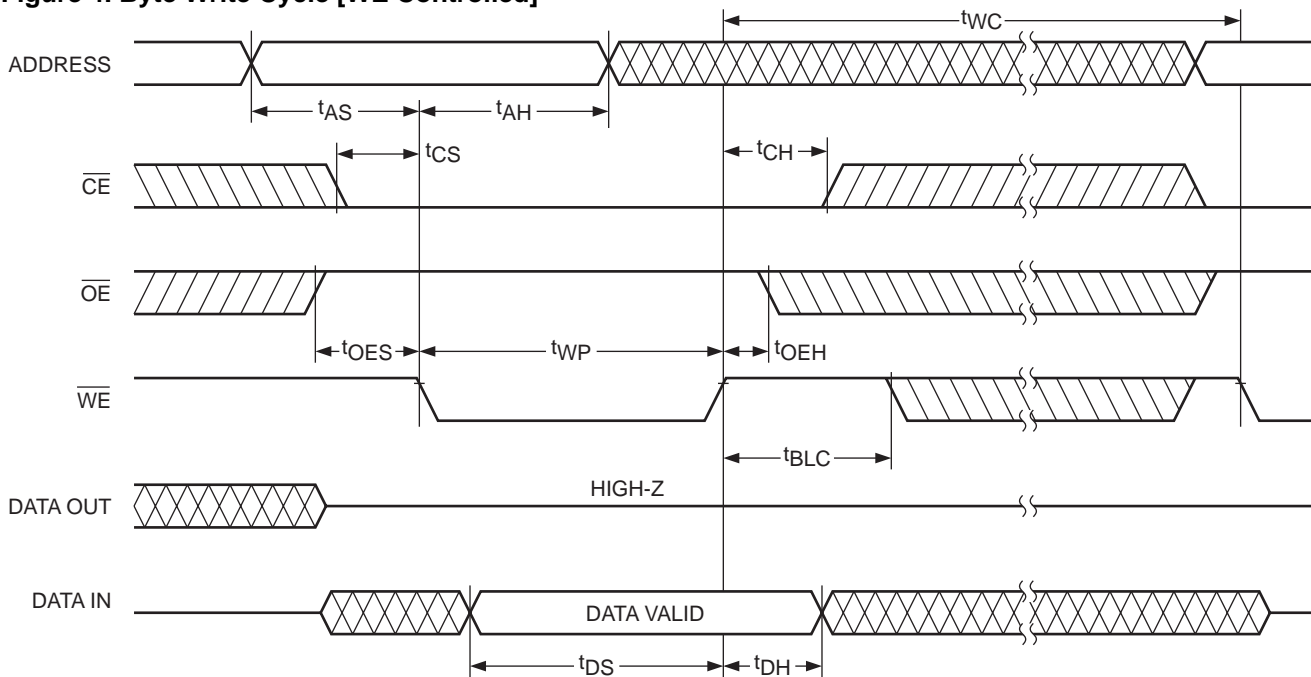 Figure 4. Byte Write Cycle [WE Controlled]
tWC
ADDRESS
tAS
tAH
tCS
tCH
CE
OE
tOES
tWP
tOEH
WE
tBLC
HIGH-Z
DATA OUT
DATA IN
DATA VALID
tDS
tDH